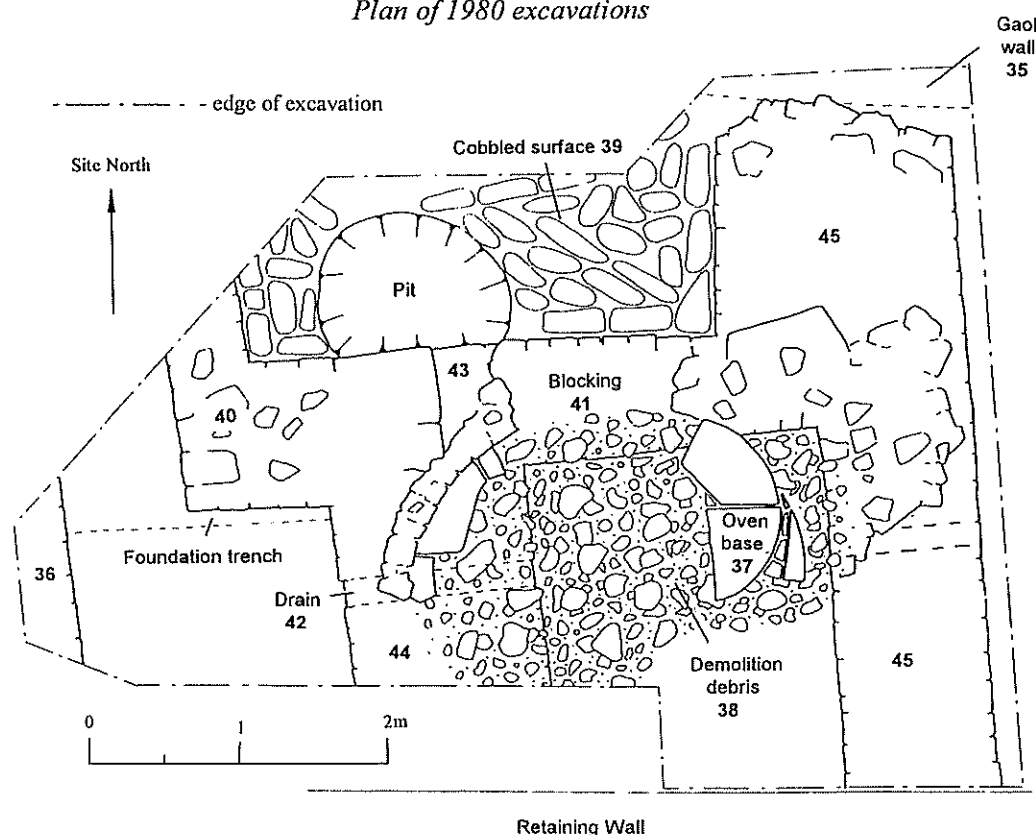 Plan of 1980 excavations
Gaol
wall
35
edge of excavation
Site North
Cobbled surface 39
45
Pit
43
Blocking
41
40
Oven
base
37
Foundation trench
36
Drain
42
44
45
Demolition
debris
38
0 1 2m
Retaining Wall